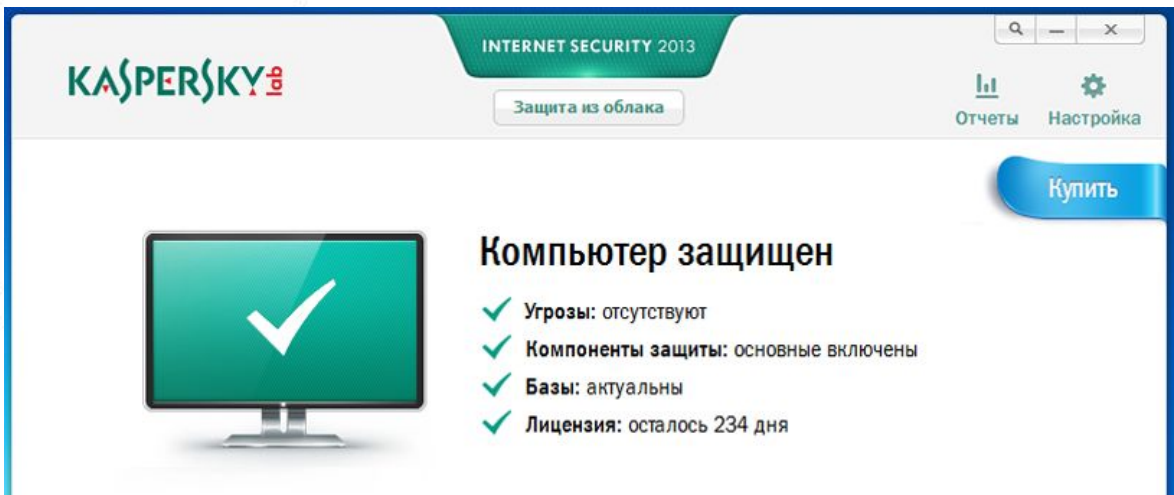 INTERNET SECURITY 2013
KASPERSKY lab
Защита из облака
Отчеты Настройка
Купить
Компьютер защищен
Угрозы: отсутствуют
Компоненты защиты: основные включены
Базы: актуальны
Лицензия: осталось 234 дня